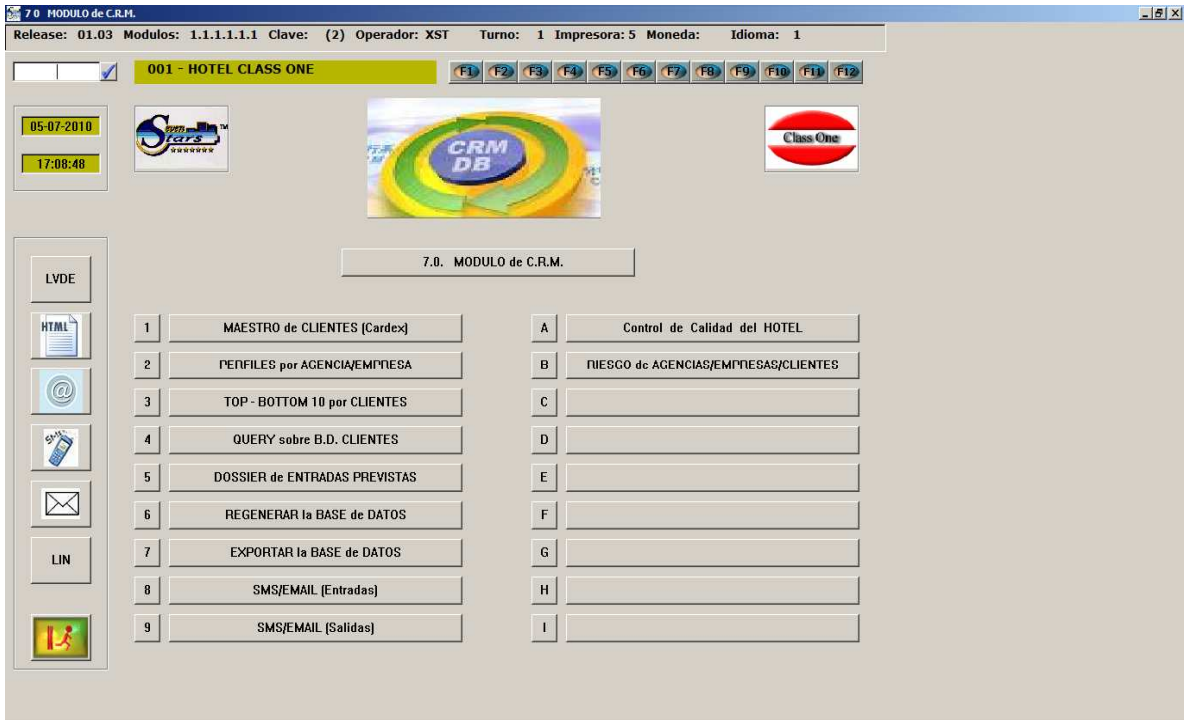 7 0 MODULO de C.R.M.
Release: 01.03 Modulos: 1.1.1.1.1.1 Clave: (2) Operador: XST Turno: 1 Impresora: 5 Moneda: Idioma: 1
001 - HOTEL CLASS ONE F1 F2 F3 F4 F5 F6 F7 F8 F9 F10 F11 F12
05-07-2010
17:08:48
Seven Stars TM
CRM
DB
Class One
7.0. MODULO de C.R.M.
LVDE
HTML
@
SMS
LIN
1 MAESTRO de CLIENTES (Cardex)
2 PERFILES por AGENCIA/EMPRESA
3 TOP - BOTTOM 10 por CLIENTES
4 QUERY sobre B.D. CLIENTES
5 DOSSIER de ENTRADAS PREVISTAS
6 REGENERAR la BASE de DATOS
7 EXPORTAR la BASE de DATOS
8 SMS/EMAIL (Entradas)
9 SMS/EMAIL (Salidas)
A Control de Calidad del HOTEL
B RIESGO de AGENCIAS/EMPRESAS/CLIENTES
C
D
E
F
G
H
I